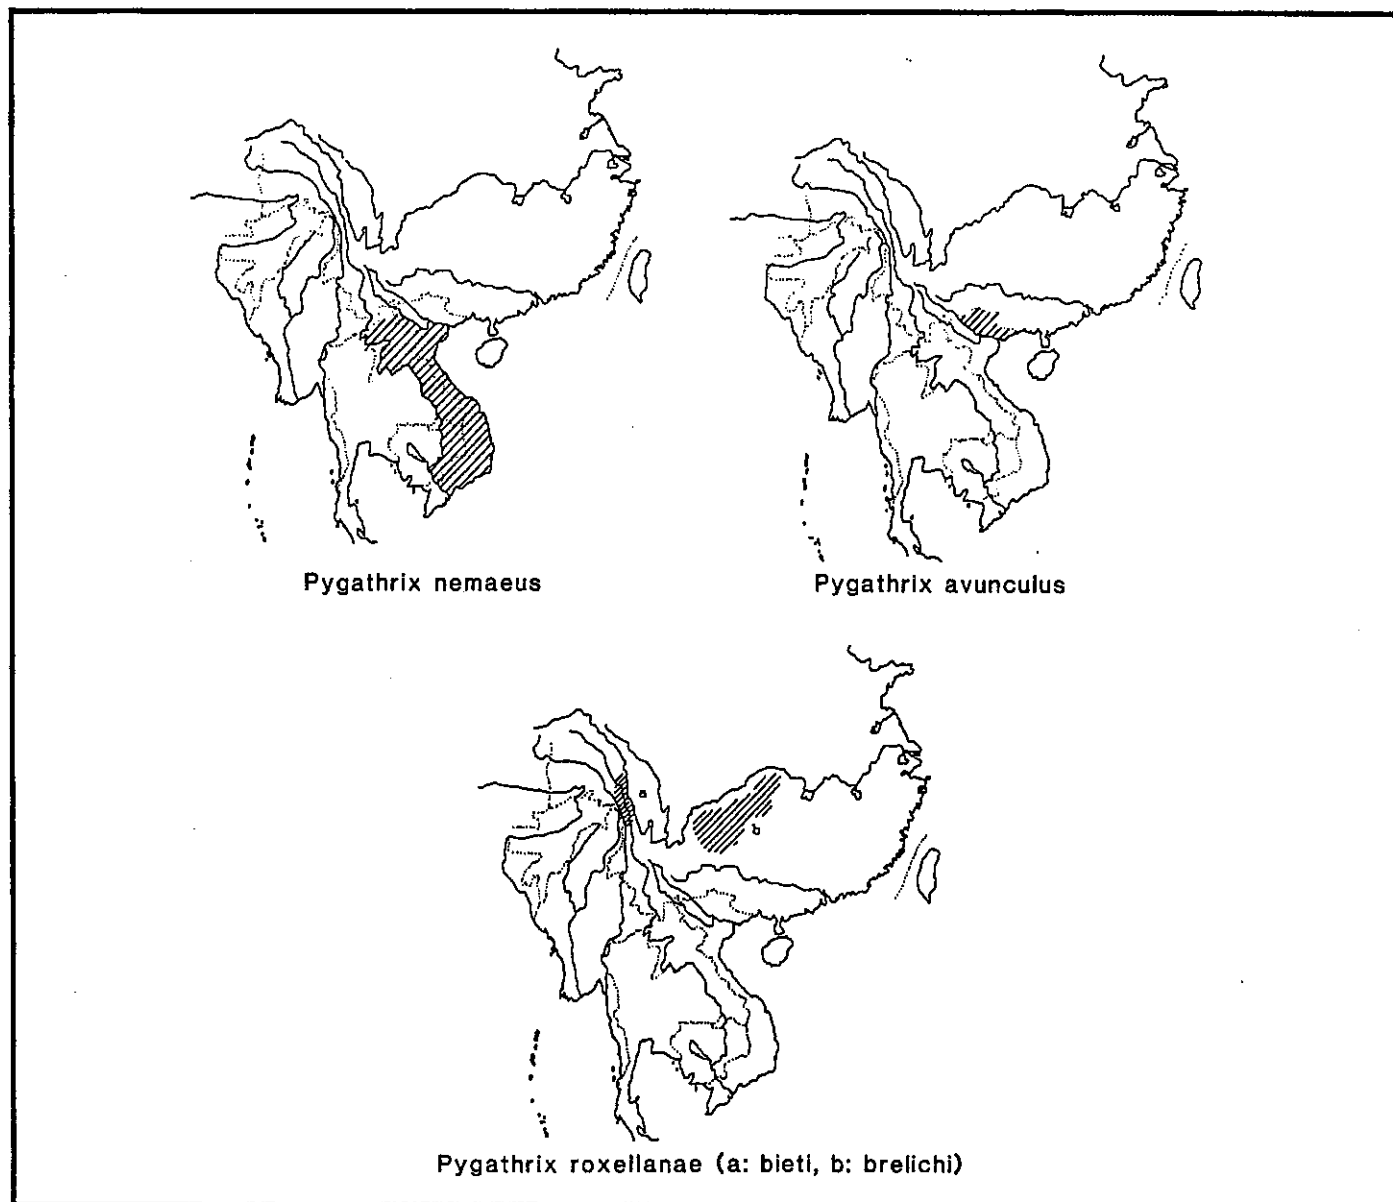 Pygathrix nemaeus
Pygathrix avunculus
a
b
Pygathrix roxellanae (a: bieti, b: brelichi)